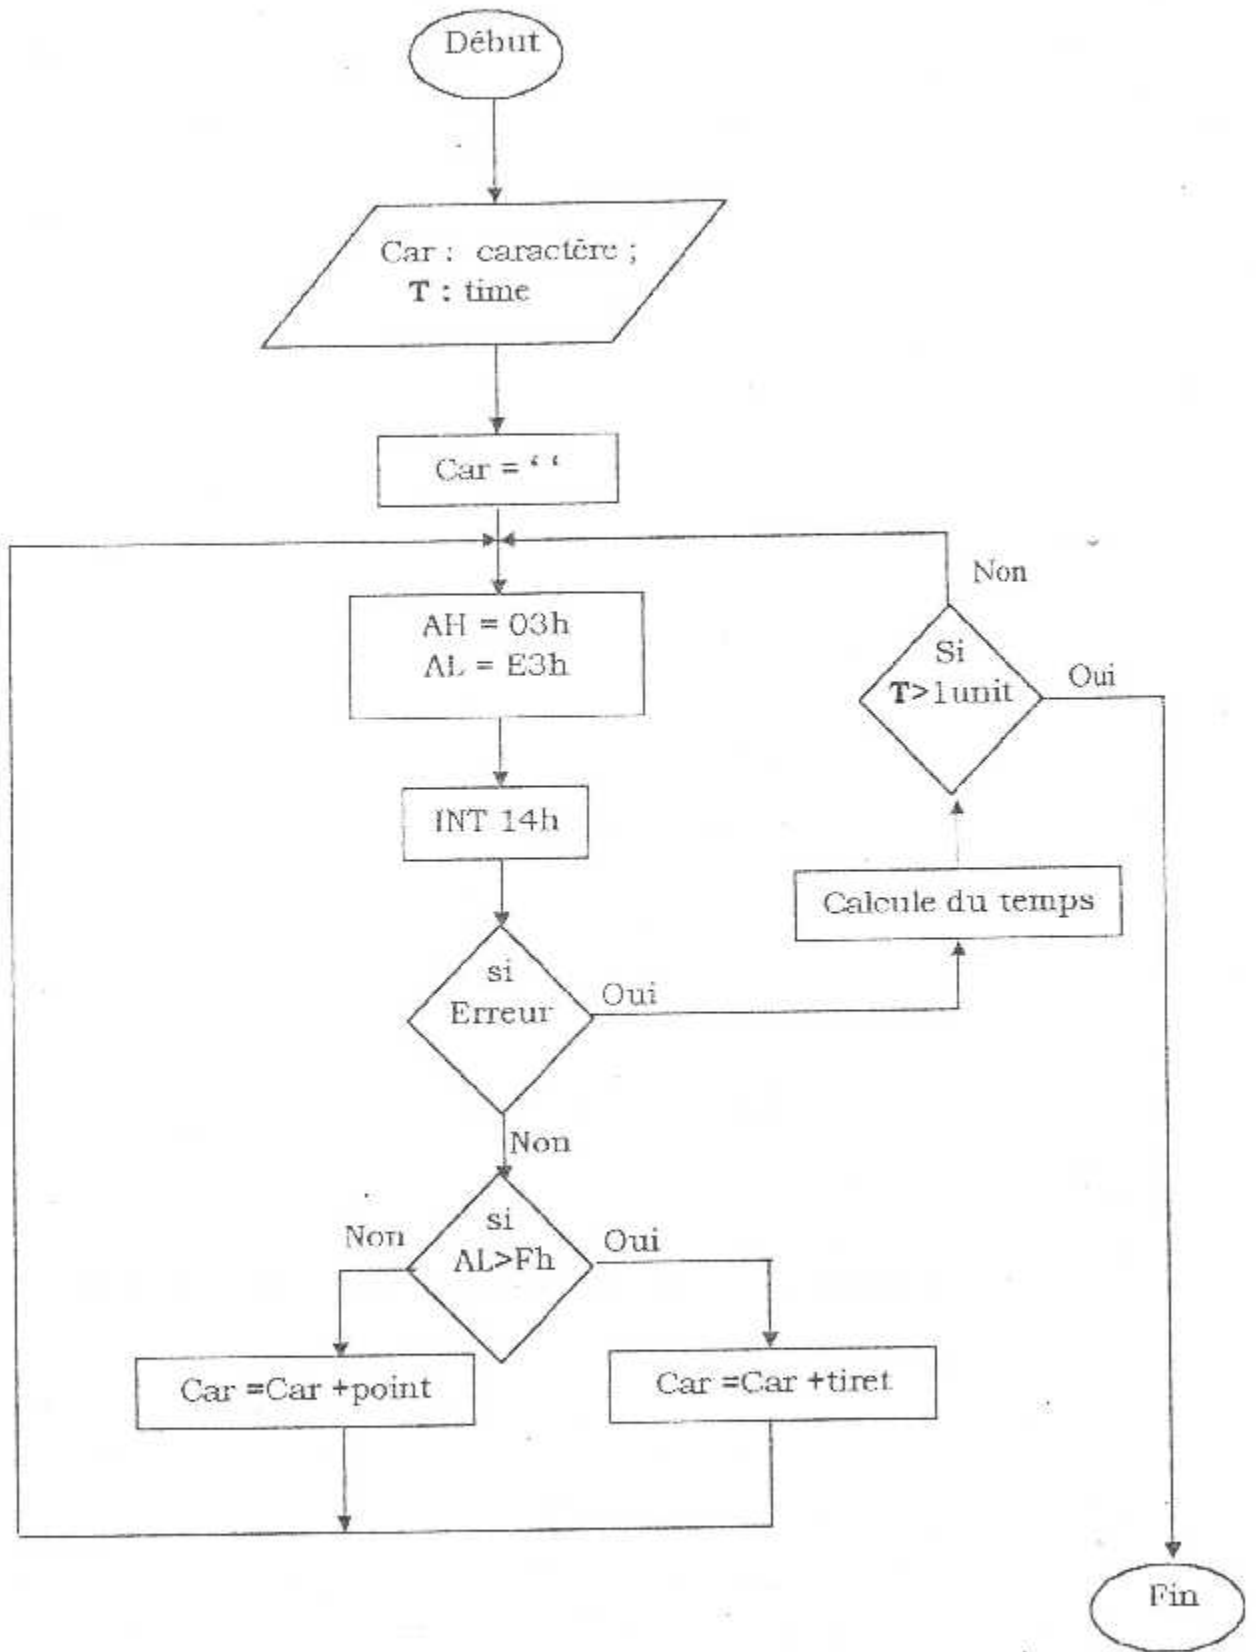 Début
Car : caractère ;
T : time
Car = ‘ ‘
Non
AH = 03h
AL = E3h
Si
T>1unit
Oui
INT 14h
Calcule du temps
si
Erreur
Oui
Non
si
AL>Fh
Non
Oui
Car =Car +point
Car =Car +tiret
Fin